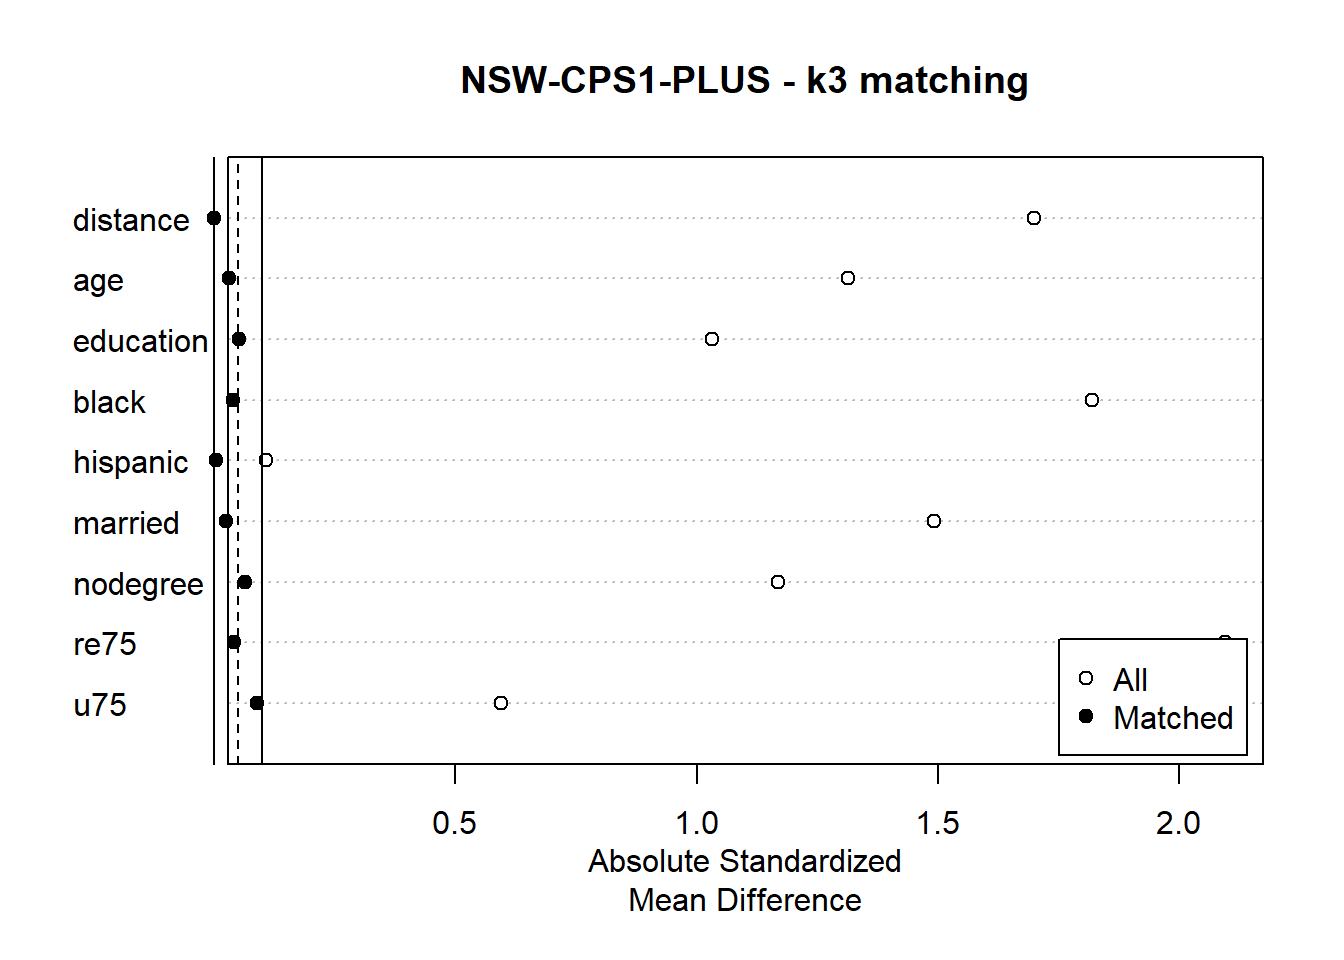 NSW-CPS1-PLUS - k3 matching
distance
age
education
black
hispanic
married
nodegree
re75
u75
All
Matched
0.5 1.0 1.5 2.0
Absolute Standardized
Mean Difference